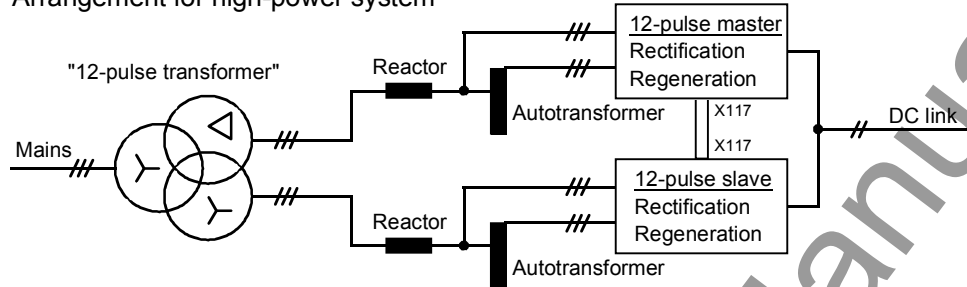 Arrangement for high-power system
"12-pulse transformer"
Mains
Reactor
Autotransformer
12-pulse master
Rectification
Regeneration
X117
X117
DC link
12-pulse slave
Rectification
Regeneration
Reactor
Autotransformer